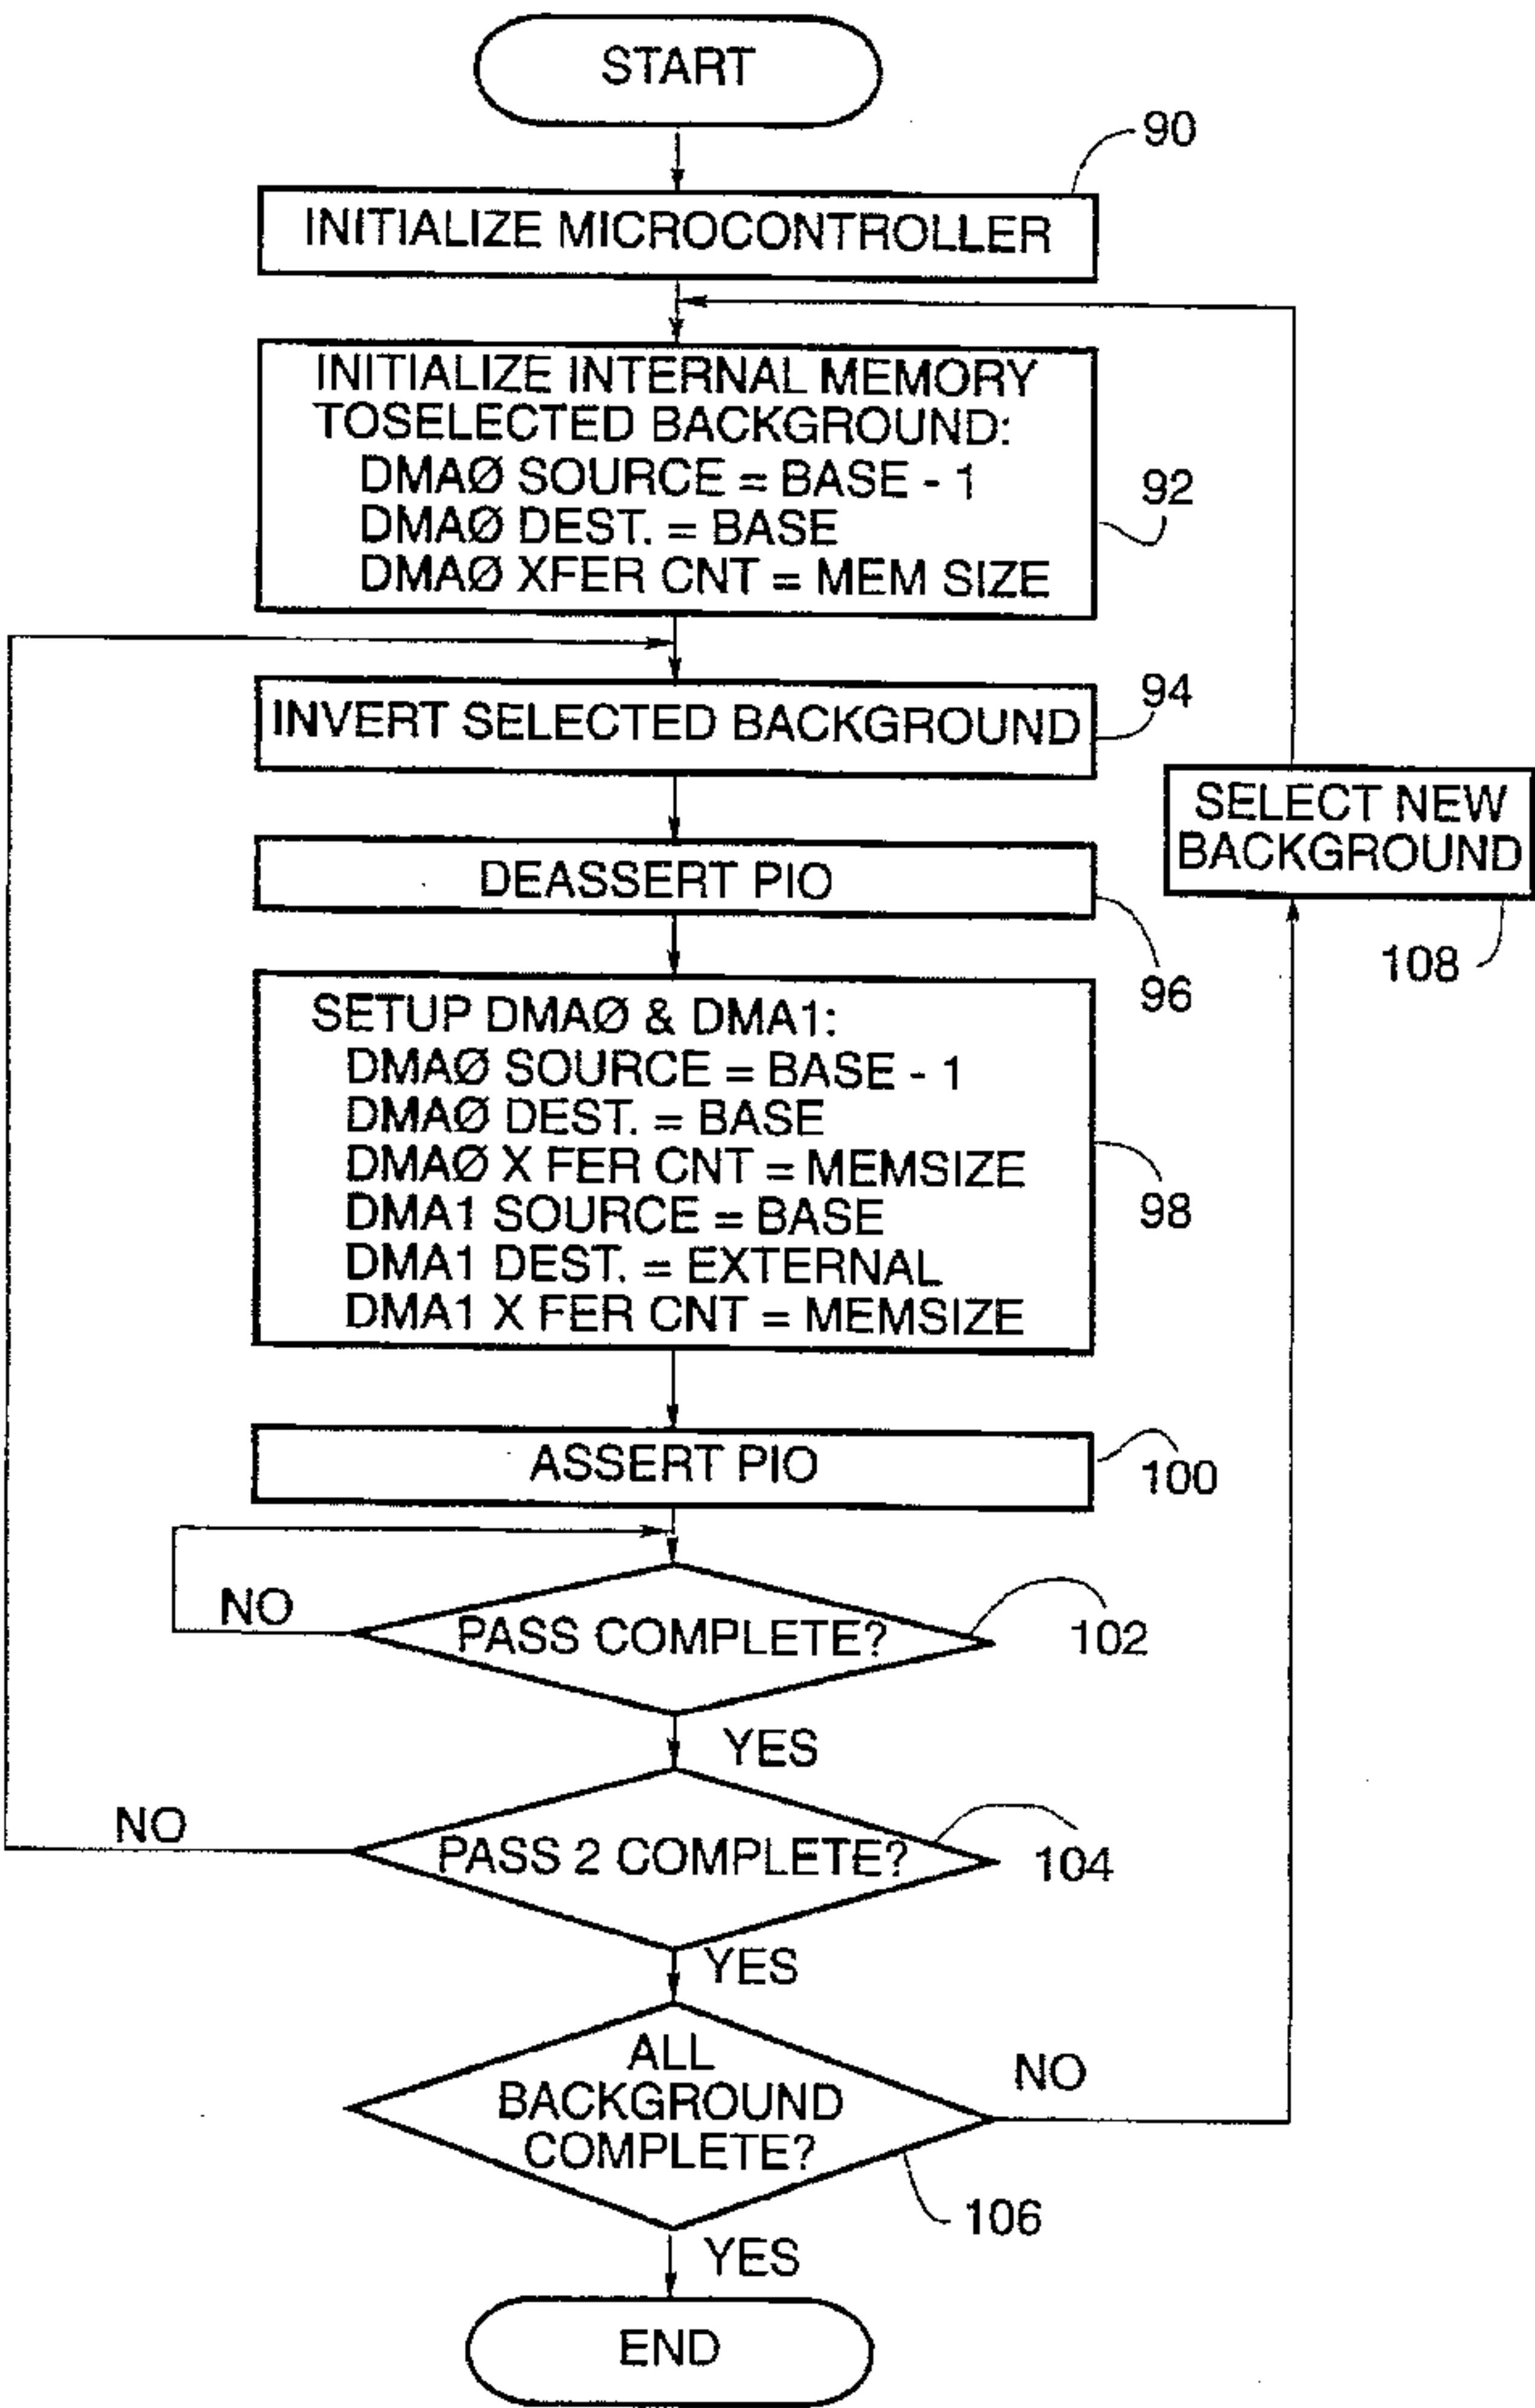 START
90
INITIALIZE MICROCONTROLLER
INITIALIZE INTERNAL MEMORY
TOSELECTED BACKGROUND:
DMAØ SOURCE = BASE - 1
DMAØ DEST. = BASE
DMAØ XFER CNT = MEM SIZE
92
INVERT SELECTED BACKGROUND
94
SELECT NEW
BACKGROUND
108
DEASSERT PIO
96
SETUP DMAØ & DMA1:
DMAØ SOURCE = BASE - 1
DMAØ DEST. = BASE
DMAØ X FER CNT = MEMSIZE
DMA1 SOURCE = BASE
DMA1 DEST. = EXTERNAL
DMA1 X FER CNT = MEMSIZE
98
ASSERT PIO
100
NO
PASS COMPLETE?
102
YES
NO
PASS 2 COMPLETE?
104
YES
ALL
BACKGROUND
COMPLETE?
NO
106
YES
END